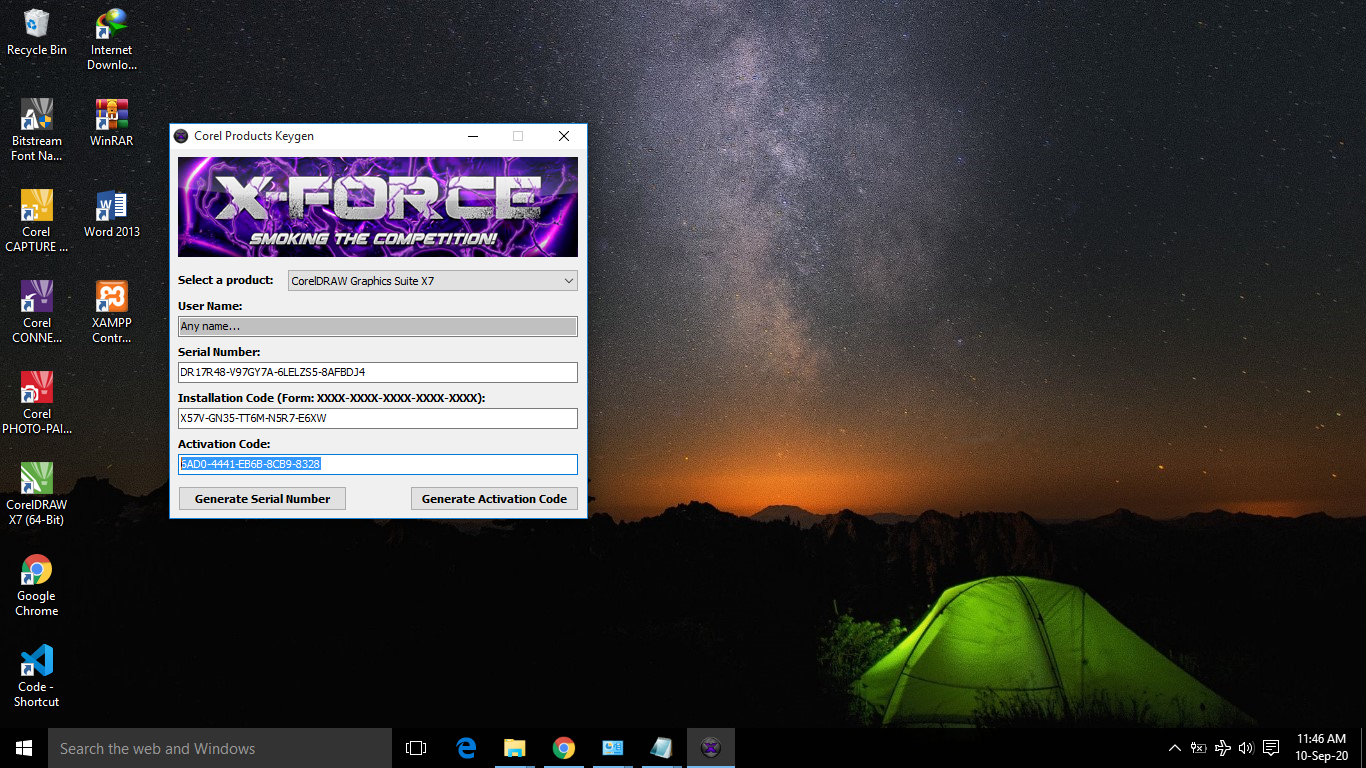 Recycle Bin
Internet
Downlo...
Bitstream
Font Na...
WinRAR
Corel
CAPTURE ...
Word 2013
Corel
CONNE...
XAMPP
Contr...
Corel
PHOTO-PAI...
CorelDRAW
X7 (64-Bit)
Google
Chrome
Code -
Shortcut
Corel Products Keygen
X-FORCE
SMOKING THE COMPETITION!
Select a product: CorelDRAW Graphics Suite X7
User Name:
Any name...
Serial Number:
DR17R48-V97GY7A-6LELZS5-8AFBDJ4
Installation Code (Form: XXXX-XXXX-XXXX-XXXX-XXXX):
X57V-GN35-TT6M-N5R7-E6XW
Activation Code:
5AD0-4441-EB6B-8CB9-8328
Generate Serial Number Generate Activation Code
Search the web and Windows
11:46 AM
10-Sep-20